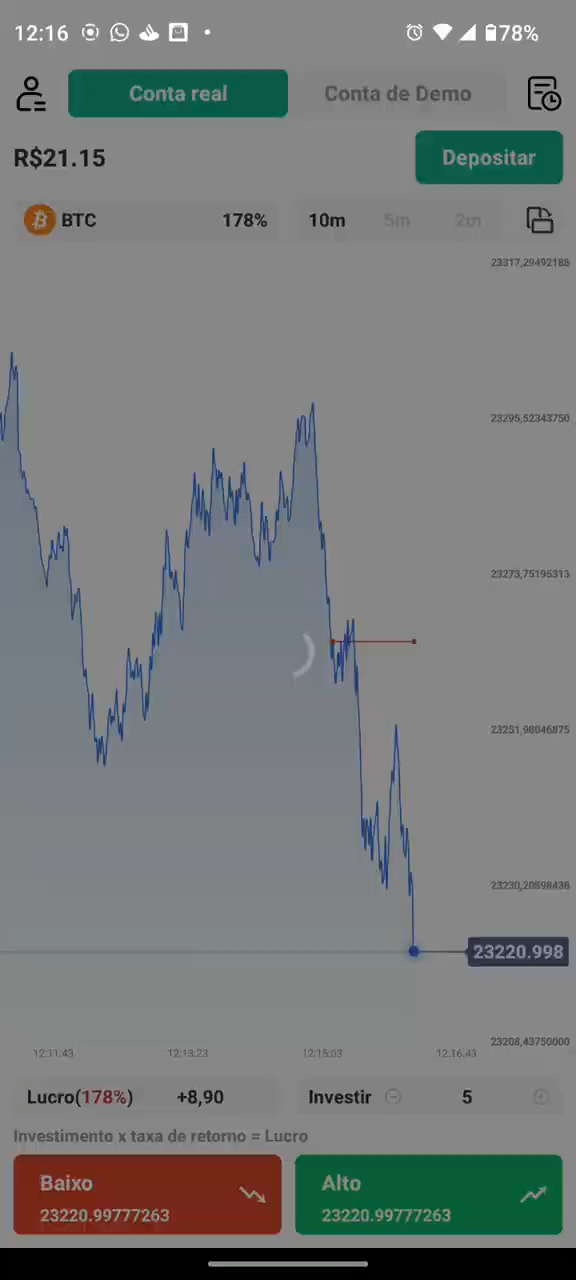 12:16
78%
Conta real
Conta de Demo
R$21.15
Depositar
BTC
178%
10m
5m
2m
23317,29492188
23295,52343750
23273,75195313
23251,98046875
23230,20898438
23220.998
23208,43750000
12:11:43
12:13:23
12:15:03
12:16:43
Lucro(178%)
+8,90
Investir
5
Investimento x taxa de retorno = Lucro
Baixo
23220.99777263
Alto
23220.99777263